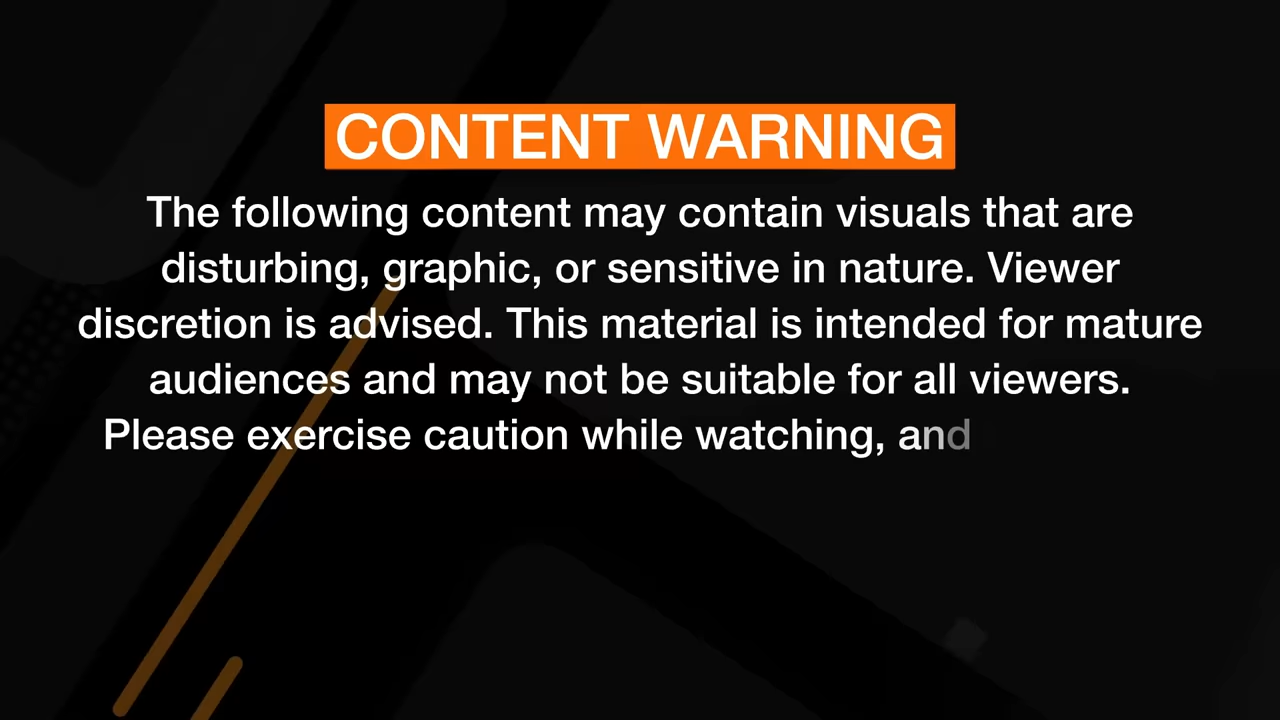 CONTENT WARNING
The following content may contain visuals that are
disturbing, graphic, or sensitive in nature. Viewer
discretion is advised. This material is intended for mature
audiences and may not be suitable for all viewers.
Please exercise caution while watching, and